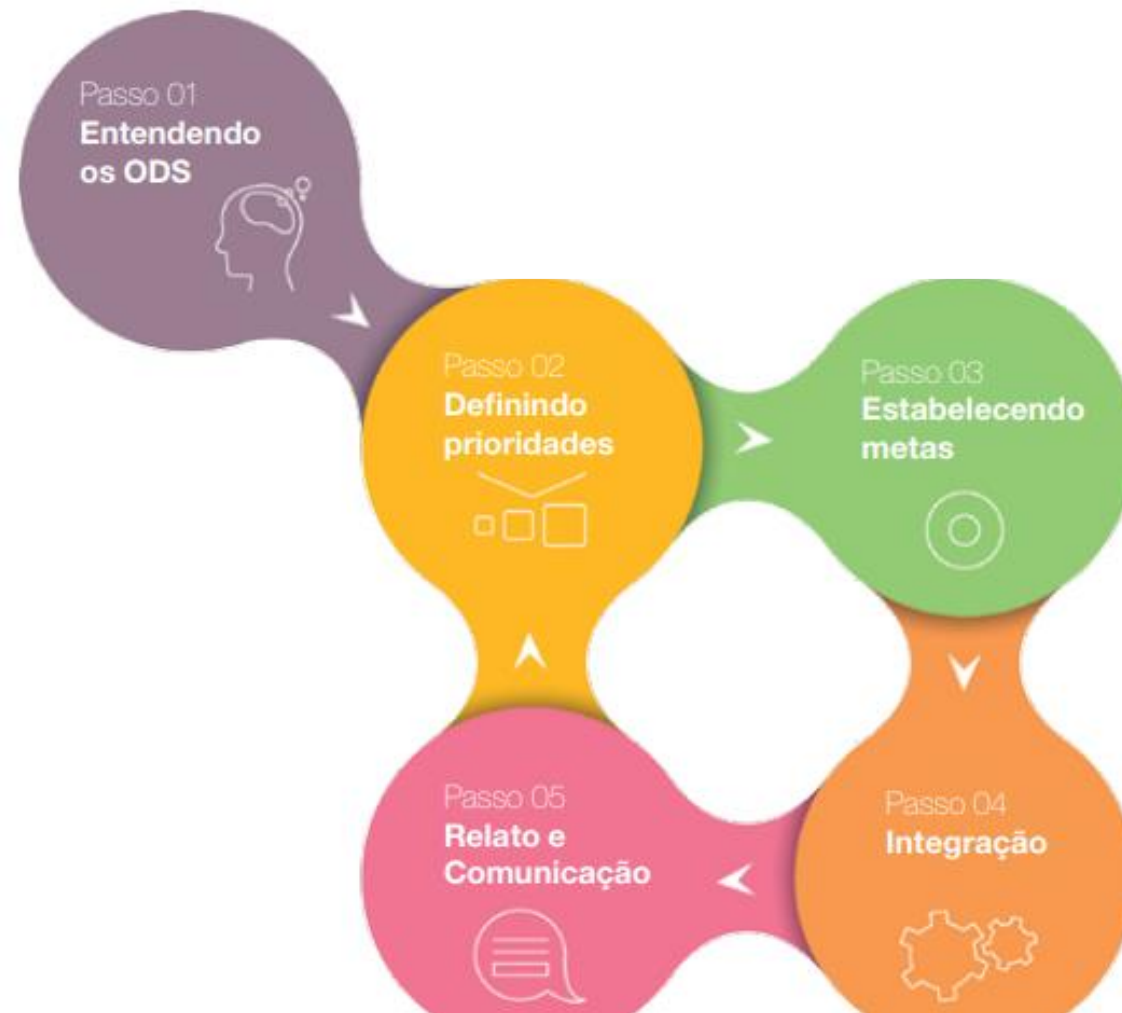 Passo 01
Entendendo
os ODS
Passo 02
Definindo
prioridades
Passo 03
Estabelecendo
metas
Passo 04
Integração
Passo 05
Relato e
Comunicação